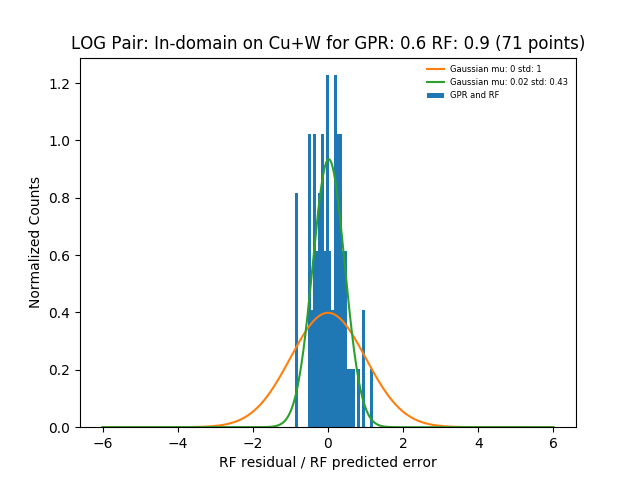 LOG Pair: In-domain on Cu+W for GPR: 0.6 RF: 0.9 (71 points)
Gaussian mu: 0 std: 1
Gaussian mu: 0.02 std: 0.43
GPR and RF
Normalized Counts
1.2
1.0
0.8
0.6
0.4
0.2
0.0
−6 −4 −2 0 2 4 6
RF residual / RF predicted error